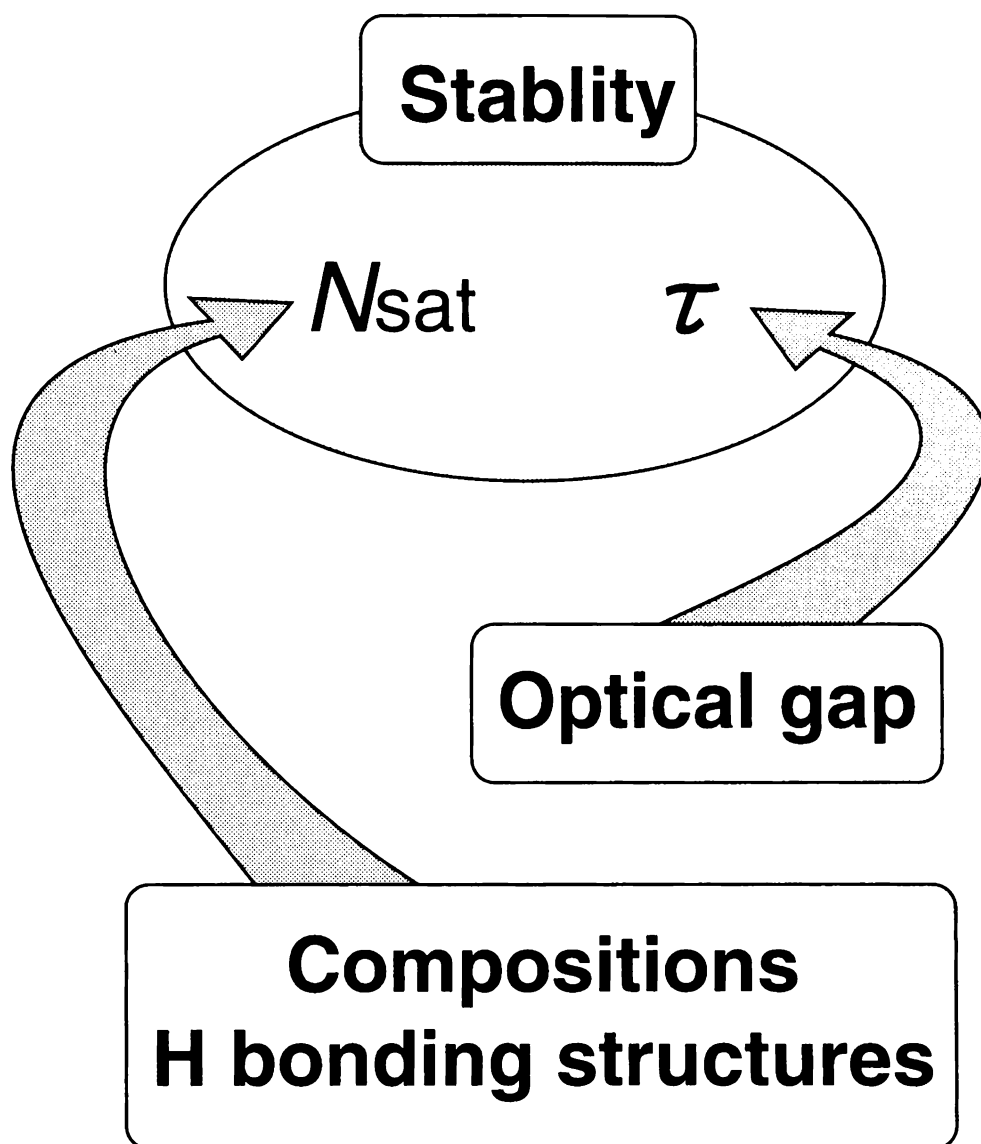 Stablity
Nsat
τ
Optical gap
Compositions
H bonding structures